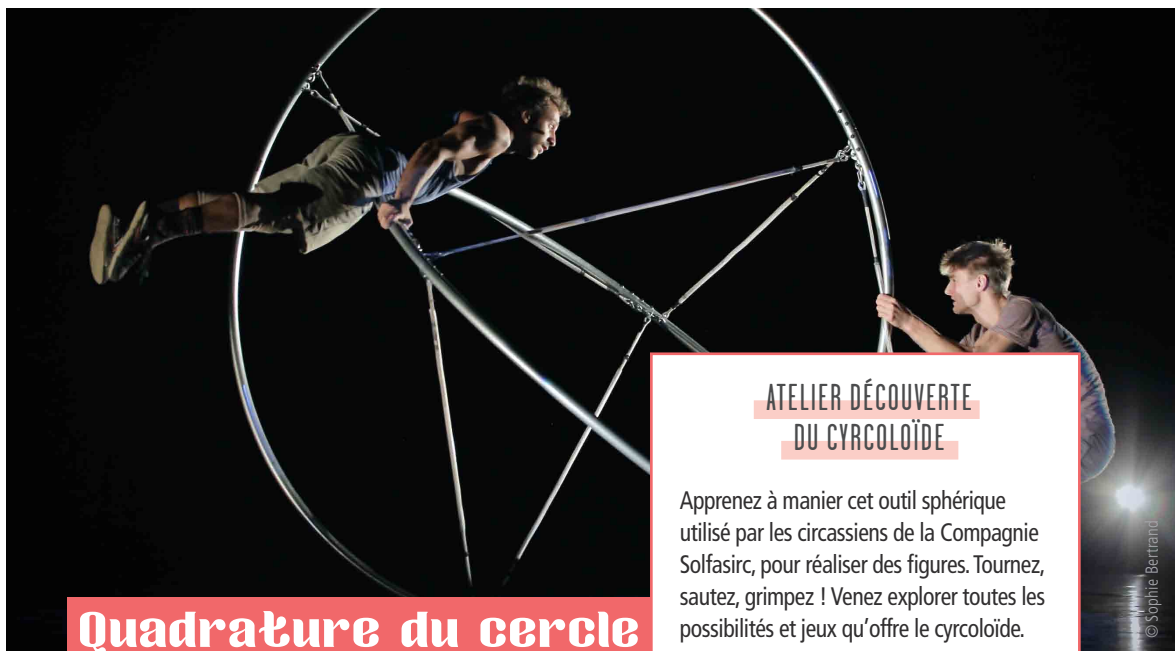 ATELIER DÉCOUVERTE
DU CYRCOLOÏDE
Apprenez à manier cet outil sphérique
utilisé par les circassiens de la Compagnie
Solfasirc, pour réaliser des figures. Tournez,
sautez, grimpez ! Venez explorer toutes les
possibilités et jeux qu’offre le cyrcoloïde.
Quadrature du cercle
© Sophie Bertrand